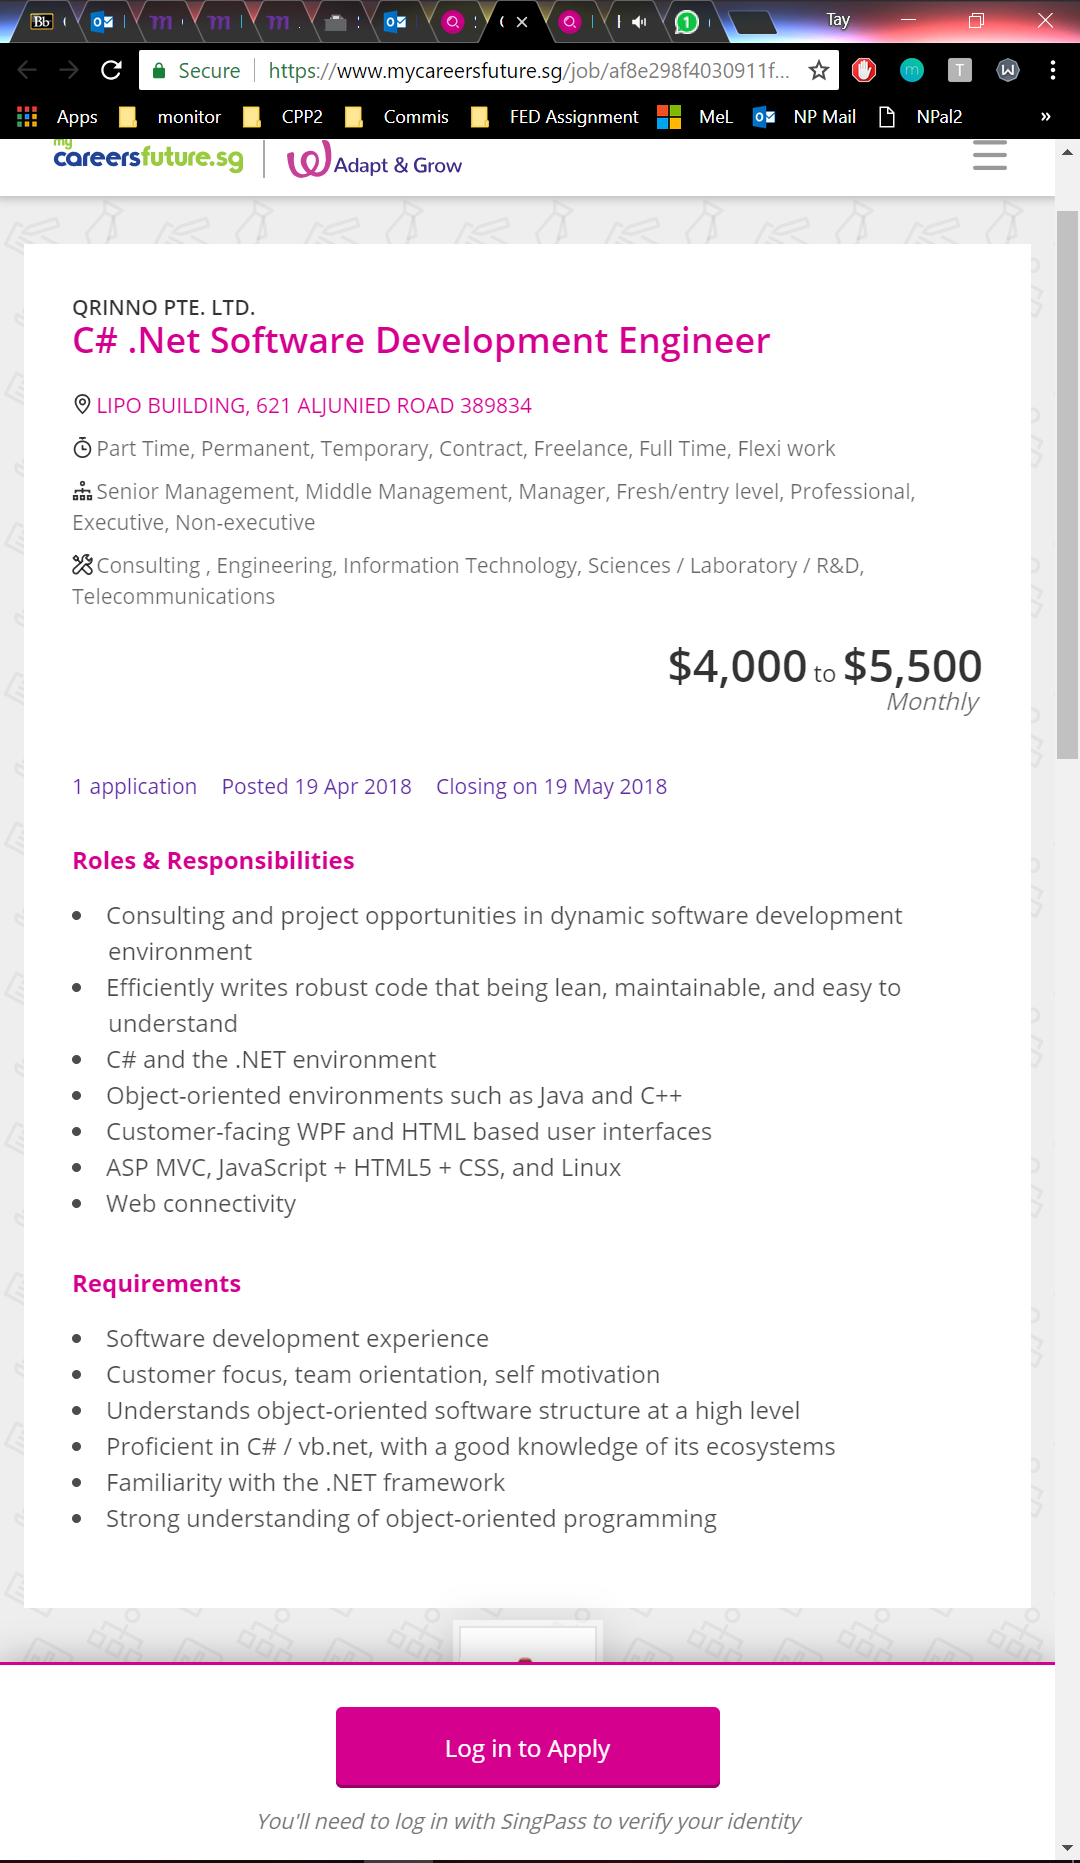 Bb
Tay
Secure
https://www.mycareersfuture.sg/job/af8e298f4030911f...
Apps monitor CPP2 Commis FED Assignment MeL NP Mail NPal2 »
my
careersfuture.sg
Adapt & Grow
QRINNO PTE. LTD.
C# .Net Software Development Engineer
LIPO BUILDING, 621 ALJUNIED ROAD 389834
Part Time, Permanent, Temporary, Contract, Freelance, Full Time, Flexi work
Senior Management, Middle Management, Manager, Fresh/entry level, Professional,
Executive, Non-executive
Consulting , Engineering, Information Technology, Sciences / Laboratory / R&D,
Telecommunications
$4,000 to $5,500
Monthly
1 application Posted 19 Apr 2018 Closing on 19 May 2018
Roles & Responsibilities
• Consulting and project opportunities in dynamic software development
environment
• Efficiently writes robust code that being lean, maintainable, and easy to
understand
• C# and the .NET environment
• Object-oriented environments such as Java and C++
• Customer-facing WPF and HTML based user interfaces
• ASP MVC, JavaScript + HTML5 + CSS, and Linux
• Web connectivity
Requirements
• Software development experience
• Customer focus, team orientation, self motivation
• Understands object-oriented software structure at a high level
• Proficient in C# / vb.net, with a good knowledge of its ecosystems
• Familiarity with the .NET framework
• Strong understanding of object-oriented programming
Log in to Apply
You'll need to log in with SingPass to verify your identity